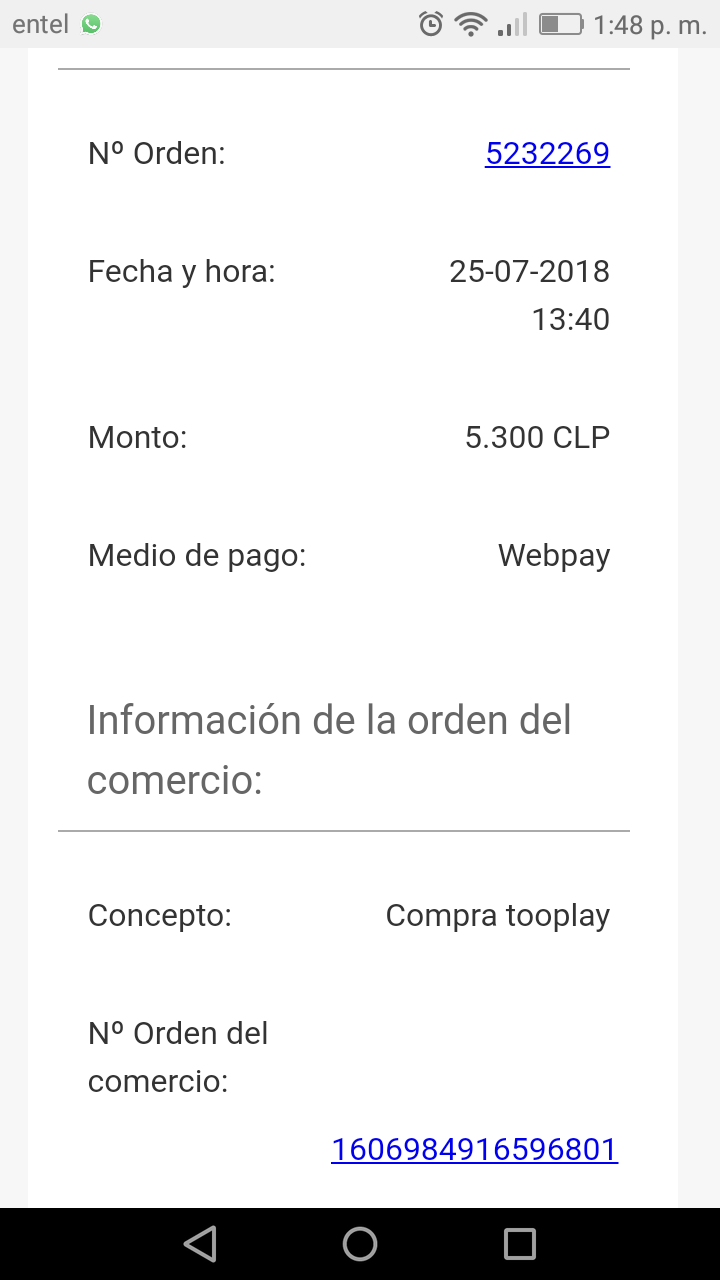 entel 1:48 p. m.
Nº Orden: 5232269
Fecha y hora: 25-07-2018
13:40
Monto: 5.300 CLP
Medio de pago: Webpay
Información de la orden del
comercio:
Concepto: Compra tooplay
Nº Orden del
comercio:
1606984916596801